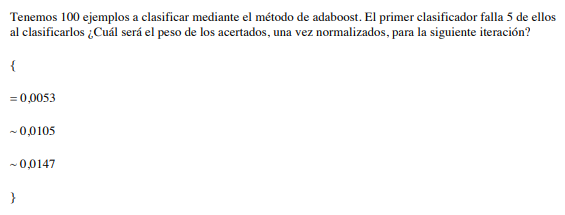 Tenemos 100 ejemplos a clasificar mediante el método de adaboost. El primer clasificador falla 5 de ellos
al clasificarlos ¿Cuál será el peso de los acertados, una vez normalizados, para la siguiente iteración?
{
= 0,0053
~ 0,0105
~ 0,0147
}